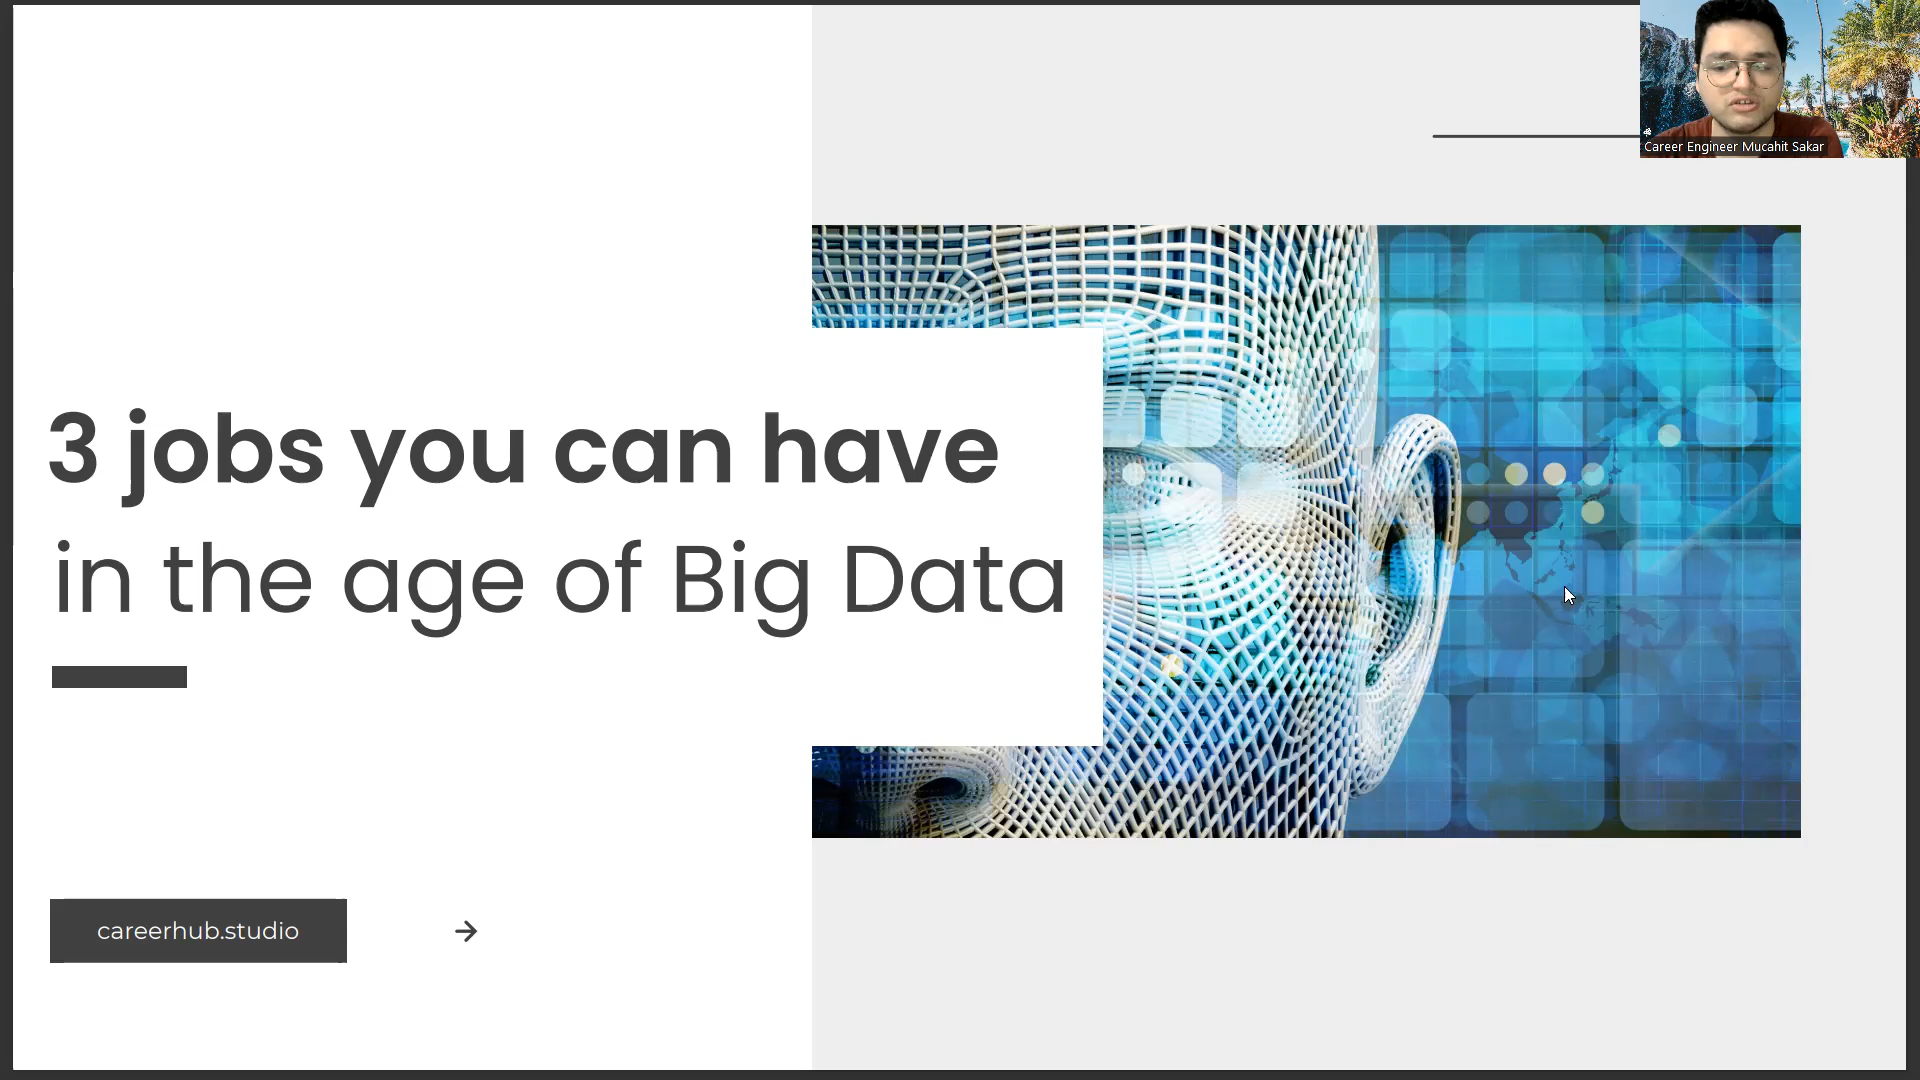 Career Engineer Mucahit Sakar
3 jobs you can have
in the age of Big Data
careerhub.studio